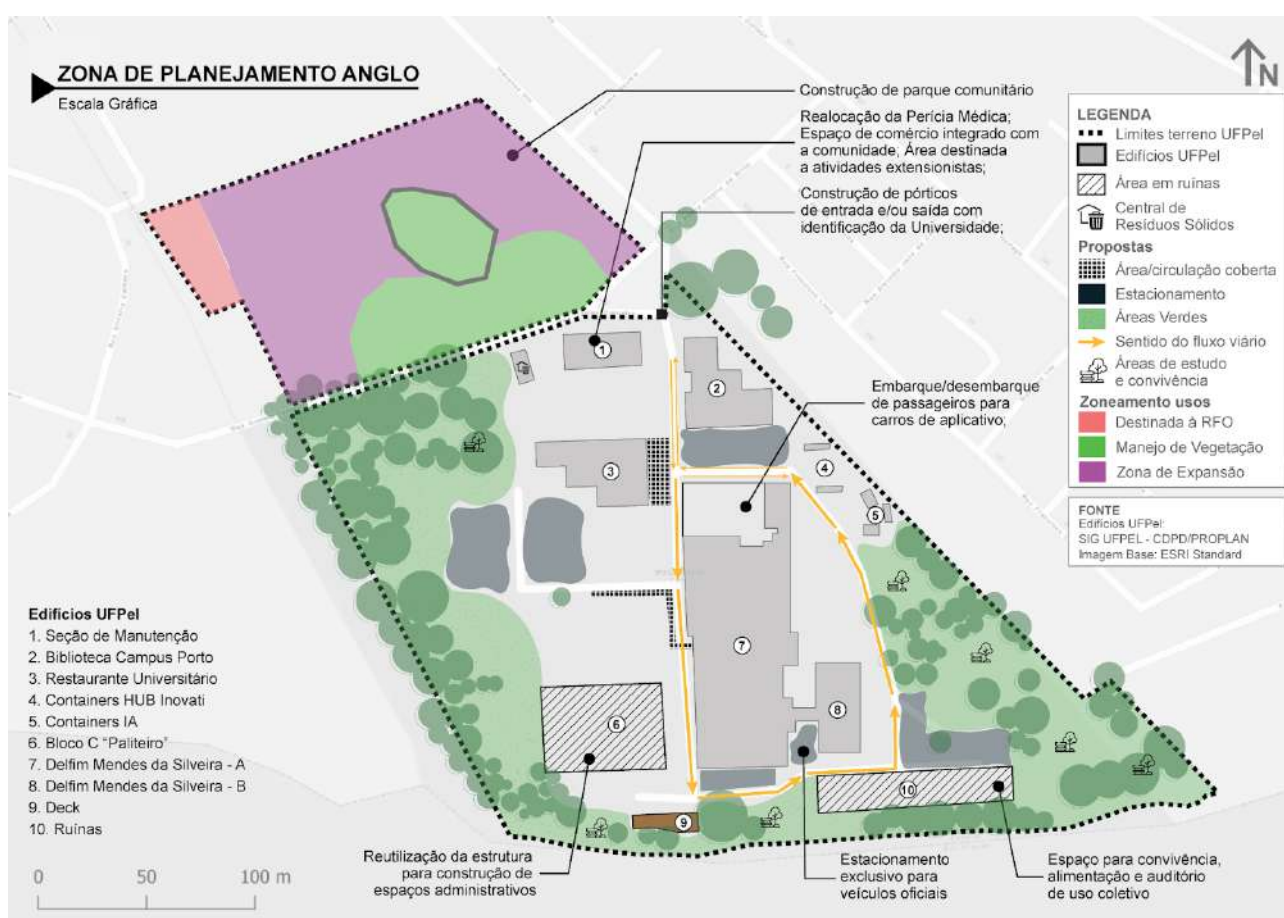 ZONA DE PLANEJAMENTO ANGLO
Escala Gráfica
N
Construção de parque comunitário
Realocação da Perícia Médica;
Espaço de comércio integrado com
a comunidade; Área destinada
a atividades extensionistas;
Construção de pórticos
de entrada e/ou saída com
identificação da Universidade;
Embarque/desembarque
de passageiros para
carros de aplicativo;
LEGENDA
Limites terreno UFPel
Edifícios UFPel
Área em ruínas
Central de
Resíduos Sólidos
Propostas
Área/circulação coberta
Estacionamento
Áreas Verdes
Sentido do fluxo viário
Áreas de estudo
e convivência
Zoneamento usos
Destinada à RFO
Manejo de Vegetação
Zona de Expansão
FONTE
Edifícios UFPel:
SIG UFPEL - CDPD/PROPLAN
Imagem Base: ESRI Standard
1
2
3
4
5
6
7
8
9
10
Edifícios UFPel
1. Seção de Manutenção
2. Biblioteca Campus Porto
3. Restaurante Universitário
4. Containers HUB Inovati
5. Containers IA
6. Bloco C "Paliteiro"
7. Delfim Mendes da Silveira - A
8. Delfim Mendes da Silveira - B
9. Deck
10. Ruínas
0 50 100 m
Reutilização da estrutura
para construção de
espaços administrativos
Estacionamento
exclusivo para
veículos oficiais
Espaço para convivência,
alimentação e auditório
de uso coletivo